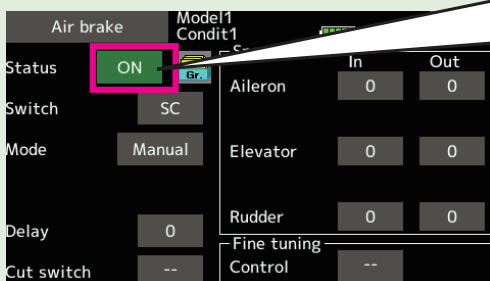 Air brake
Model1
Condit1
Status ON Gr.
Switch SC
Mode Manual
Delay 0
Cut switch --
In Out
Aileron 0 0
Elevator 0 0
Rudder 0 0
Fine tuning
Control --